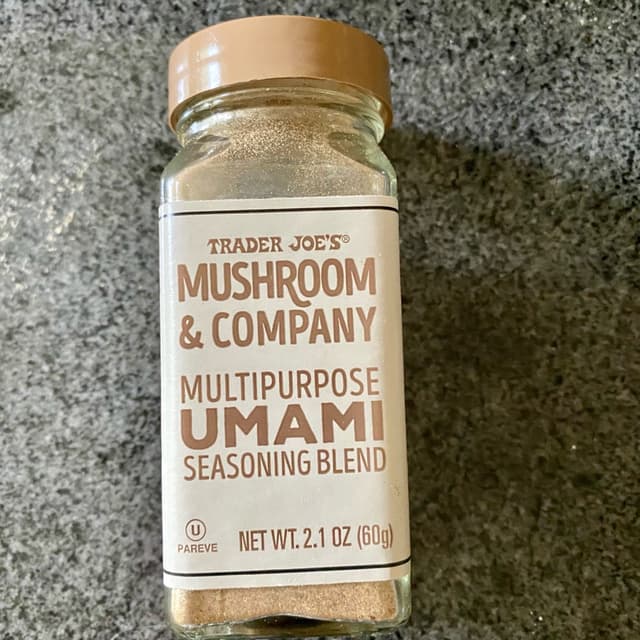 TRADER JOE'S®
MUSHROOM
& COMPANY
MULTIPURPOSE
UMAMI
SEASONING BLEND
U
PAREVE
NET WT. 2.1 OZ (60g)